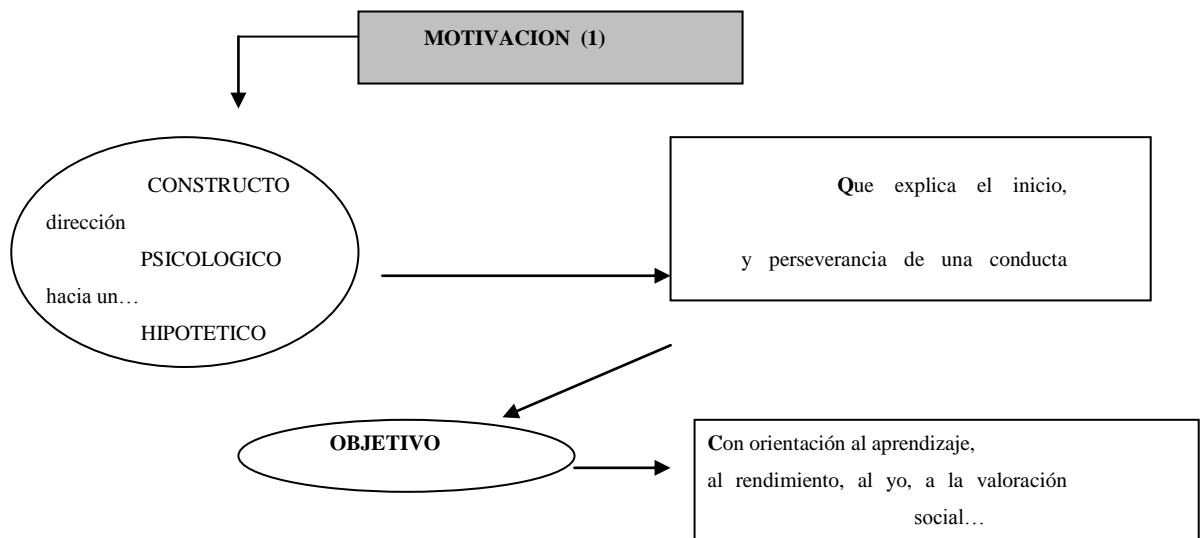 MOTIVACION (1)
CONSTRUCTO
dirección
PSICOLOGICO
hacia un…
HIPOTETICO
Que explica el inicio,
y perseverancia de una conducta
OBJETIVO
Con orientación al aprendizaje,
al rendimiento, al yo, a la valoración
social…